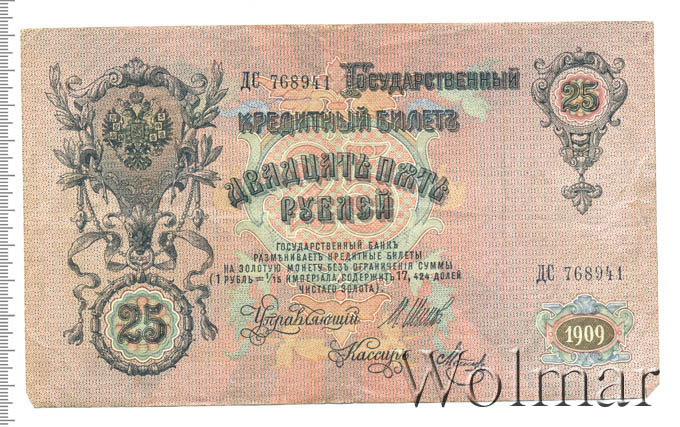 ДС 768941
Государственный
25
Кредитный Билетъ
25
Двадцать пять
Рублей
Государственный Банкъ
размѣниваетъ кредитные билеты
на золотую монету безъ ограниченія суммы
(1 рубль=1/15 имперіала, содержитъ 17,424 долей
чистаго золота).
ДС 768941
25
Управляющій
1909
Кассиръ
Wolmar